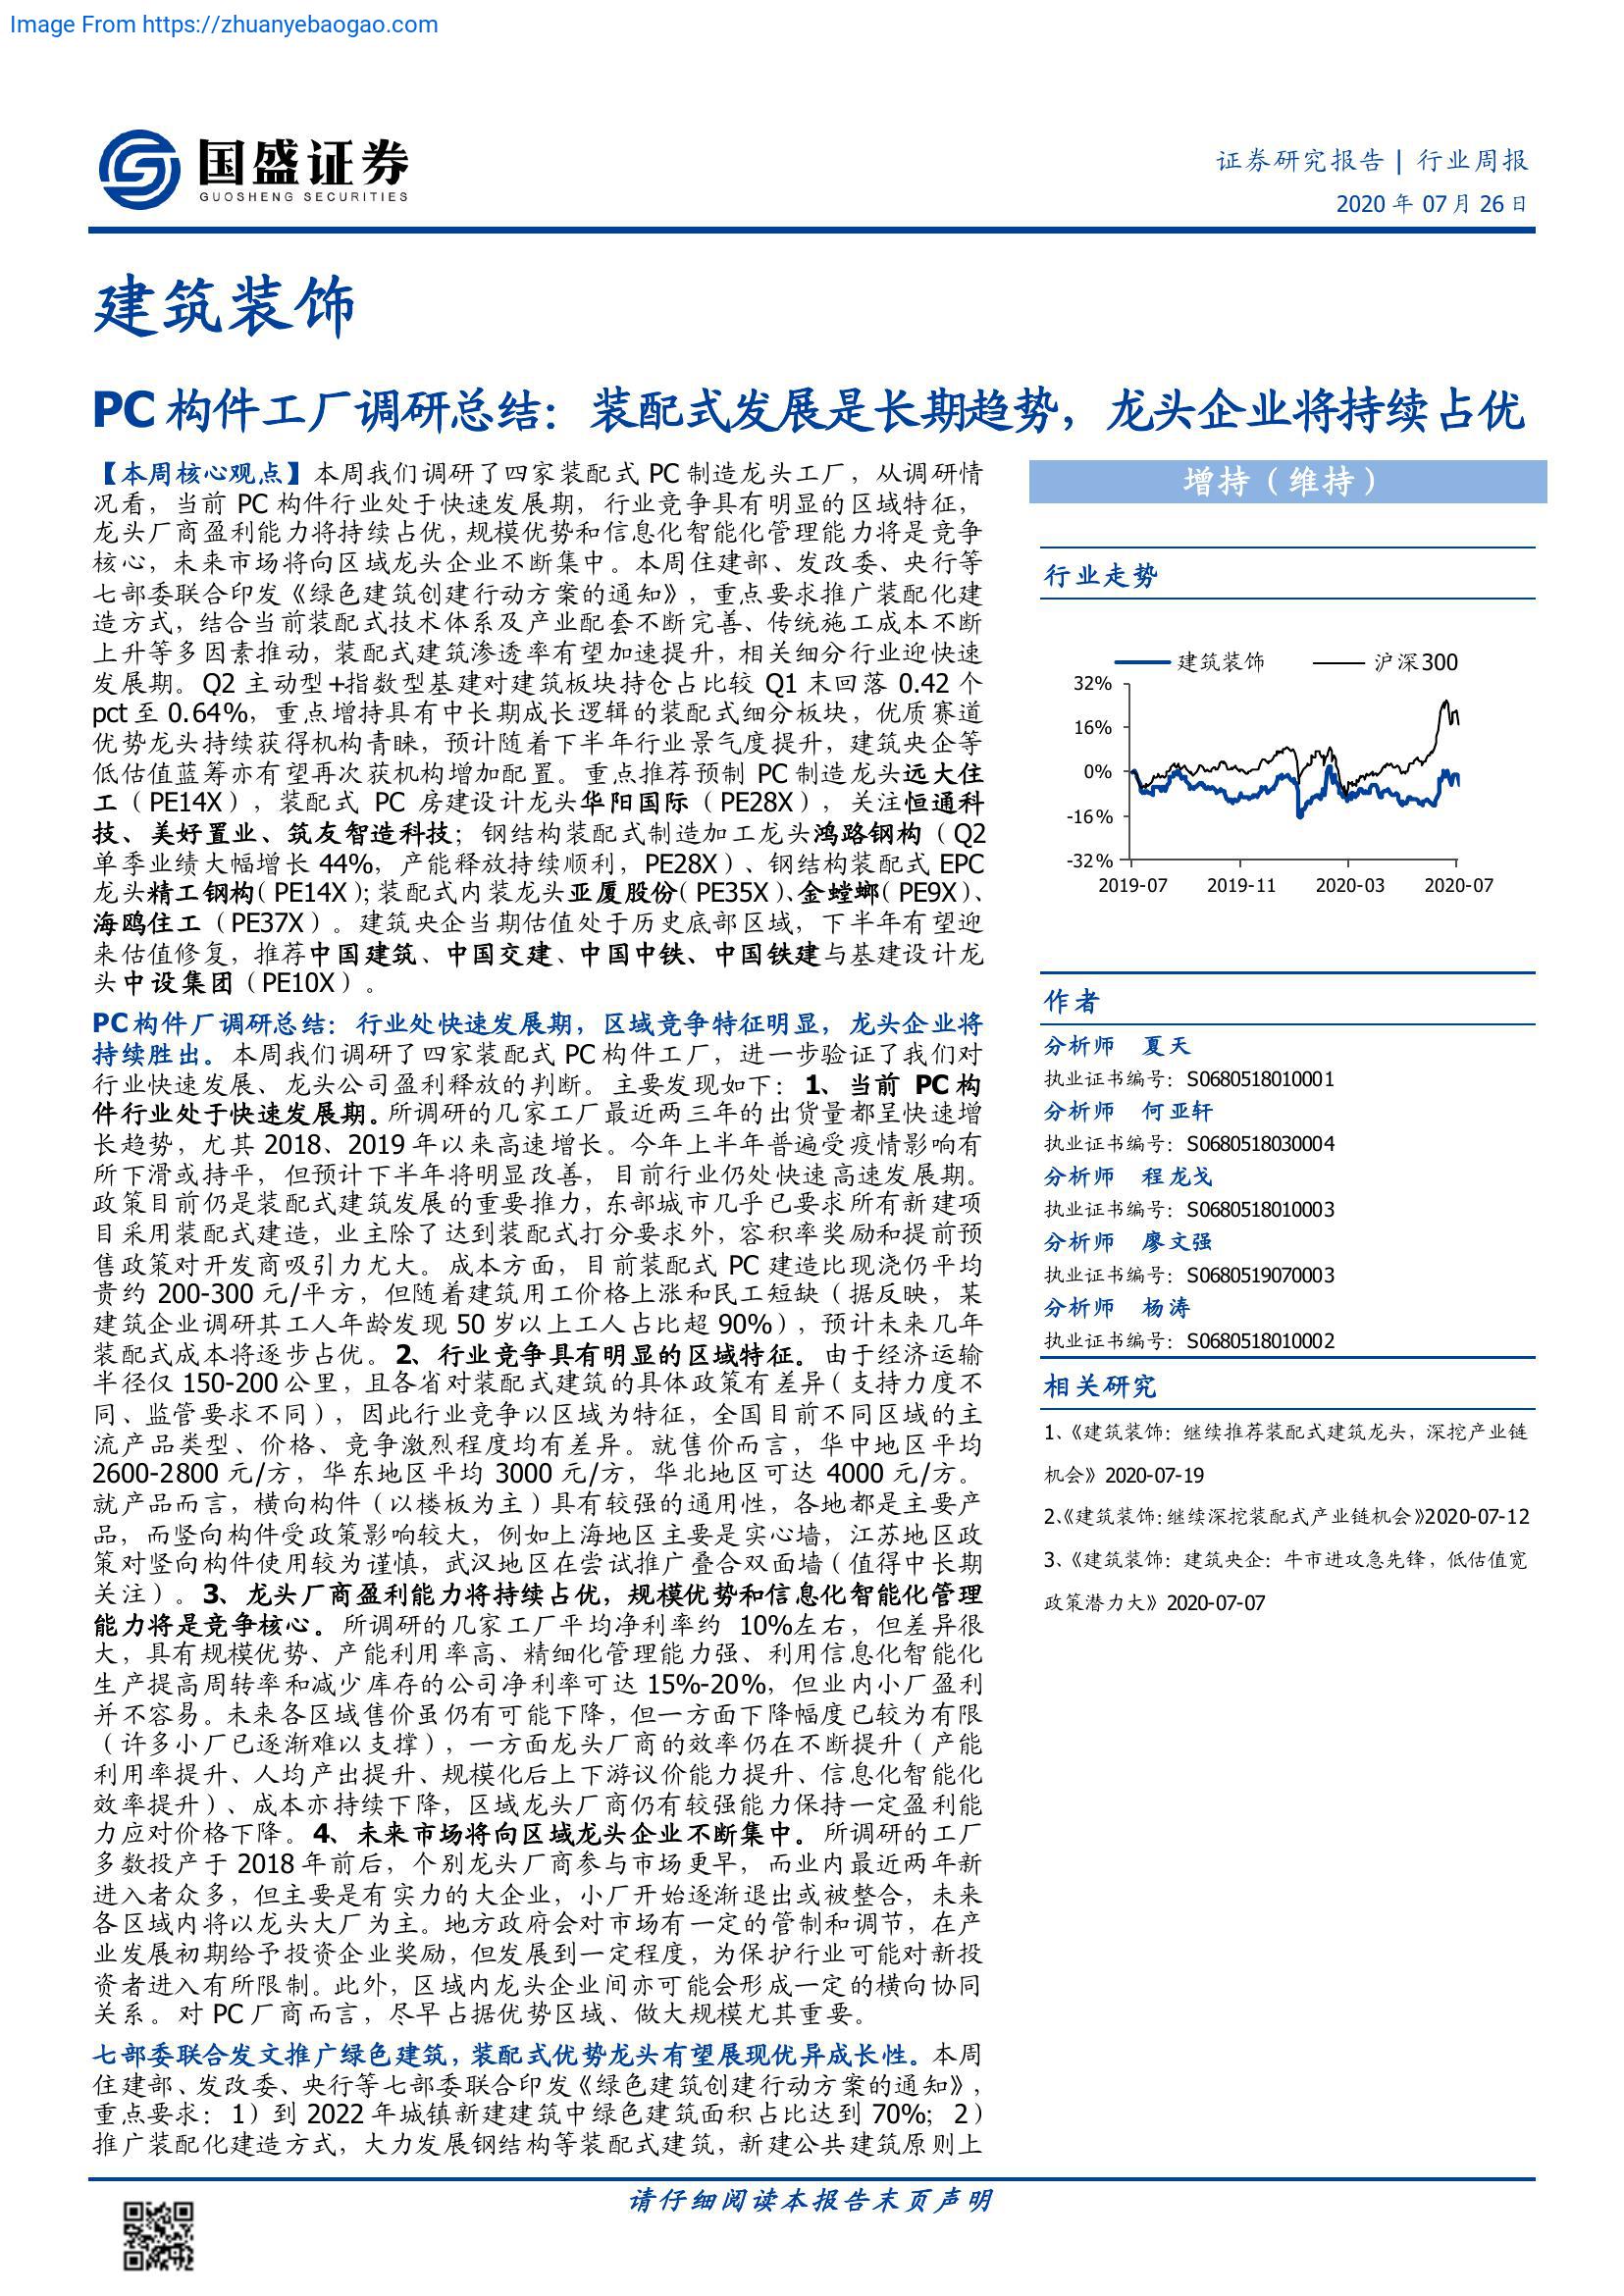 Image From https://zhuanyebaogao.com
国盛证券
GUOSHENG SECURITIES
证券研究报告 | 行业周报
2020 年 07 月 26 日
建筑装饰
PC 构件工厂调研总结：装配式发展是长期趋势，龙头企业将持续占优
【本周核心观点】本周我们调研了四家装配式 PC 制造龙头工厂，从调研情
况看，当前 PC 构件行业处于快速发展期，行业竞争具有明显的区域特征，
龙头厂商盈利能力将持续占优，规模优势和信息化智能化管理能力将是竞争
核心，未来市场将向区域龙头企业不断集中。本周住建部、发改委、央行等
七部委联合印发《绿色建筑创建行动方案的通知》，重点要求推广装配化建
造方式，结合当前装配式技术体系及产业配套不断完善、传统施工成本不断
上升等多因素推动，装配式建筑渗透率有望加速提升，相关细分行业迎快速
发展期。Q2 主动型+指数型基建对建筑板块持仓占比较 Q1 末回落 0.42 个
pct 至 0.64%，重点增持具有中长期成长逻辑的装配式细分板块，优质赛道
优势龙头持续获得机构青睐，预计随着下半年行业景气度提升，建筑央企等
低估值蓝筹亦有望再次获机构增加配置。重点推荐预制 PC 制造龙头远大住
工（PE14X），装配式 PC 房建设计龙头华阳国际（PE28X），关注恒通科
技、美好置业、筑友智造科技；钢结构装配式制造加工龙头鸿路钢构（Q2
单季业绩大幅增长 44%，产能释放持续顺利，PE28X）、钢结构装配式 EPC
龙头精工钢构（PE14X）；装配式内装龙头亚厦股份（PE35X）、金螳螂（PE9X）、
海鸥住工（PE37X）。建筑央企当期估值处于历史底部区域，下半年有望迎
来估值修复，推荐中国建筑、中国交建、中国中铁、中国铁建与基建设计龙
头中设集团（PE10X）。
PC 构件厂调研总结：行业处快速发展期，区域竞争特征明显，龙头企业将
持续胜出。本周我们调研了四家装配式 PC 构件工厂，进一步验证了我们对
行业快速发展、龙头公司盈利释放的判断。主要发现如下：1、当前 PC 构
件行业处于快速发展期。所调研的几家工厂最近两三年的出货量都呈快速增
长趋势，尤其 2018、2019 年以来高速增长。今年上半年普遍受疫情影响有
所下滑或持平，但预计下半年将明显改善，目前行业仍处快速高速发展期。
政策目前仍是装配式建筑发展的重要推力，东部城市几乎已要求所有新建项
目采用装配式建造，业主除了达到装配式打分要求外，容积率奖励和提前预
售政策对开发商吸引力尤大。成本方面，目前装配式 PC 建造比现浇仍平均
贵约 200-300 元/平方，但随着建筑用工价格上涨和民工短缺（据反映，某
建筑企业调研其工人年龄发现 50 岁以上工人占比超 90%），预计未来几年
装配式成本将逐步占优。2、行业竞争具有明显的区域特征。由于经济运输
半径仅 150-200 公里，且各省对装配式建筑的具体政策有差异（支持力度不
同、监管要求不同），因此行业竞争以区域为特征，全国目前不同区域的主
流产品类型、价格、竞争激烈程度均有差异。就售价而言，华中地区平均
2600-2800 元/方，华东地区平均 3000 元/方，华北地区可达 4000 元/方。
就产品而言，横向构件（以楼板为主）具有较强的通用性，各地都是主要产
品，而竖向构件受政策影响较大，例如上海地区主要是实心墙，江苏地区政
策对竖向构件使用较为谨慎，武汉地区在尝试推广叠合双面墙（值得中长期
关注）。3、龙头厂商盈利能力将持续占优，规模优势和信息化智能化管理
能力将是竞争核心。所调研的几家工厂平均净利率约 10%左右，但差异很
大，具有规模优势、产能利用率高、精细化管理能力强、利用信息化智能化
生产提高周转率和减少库存的公司净利率可达 15%-20%，但业内小厂盈利
并不容易。未来各区域售价虽仍有可能下降，但一方面下降幅度已较为有限
（许多小厂已逐渐难以支撑），一方面龙头厂商的效率仍在不断提升（产能
利用率提升、人均产出提升、规模化后上下游议价能力提升、信息化智能化
效率提升）、成本亦持续下降，区域龙头厂商仍有较强能力保持一定盈利能
力应对价格下降。4、未来市场将向区域龙头企业不断集中。所调研的工厂
多数投产于 2018 年前后，个别龙头厂商参与市场更早，而业内最近两年新
进入者众多，但主要是有实力的大企业，小厂开始逐渐退出或被整合，未来
各区域内将以龙头大厂为主。地方政府会对市场有一定的管制和调节，在产
业发展初期给予投资企业奖励，但发展到一定程度，为保护行业可能对新投
资者进入有所限制。此外，区域内龙头企业间亦可能会形成一定的横向协同
关系。对 PC 厂商而言，尽早占据优势区域、做大规模尤其重要。
七部委联合发文推广绿色建筑，装配式优势龙头有望展现优异成长性。本周
住建部、发改委、央行等七部委联合印发《绿色建筑创建行动方案的通知》，
重点要求：1）到 2022 年城镇新建建筑中绿色建筑面积占比达到 70%；2）
推广装配化建造方式，大力发展钢结构等装配式建筑，新建公共建筑原则上
增持（维持）
行业走势
建筑装饰 沪深300
32%
16%
0%
-16%
-32%
2019-07 2019-11 2020-03 2020-07
作者
分析师 夏天
执业证书编号：S0680518010001
分析师 何亚轩
执业证书编号：S0680518030004
分析师 程龙戈
执业证书编号：S0680518010003
分析师 廖文强
执业证书编号：S0680519070003
分析师 杨涛
执业证书编号：S0680518010002
相关研究
1、《建筑装饰：继续推荐装配式建筑龙头，深挖产业链
机会》2020-07-19
2、《建筑装饰：继续深挖装配式产业链机会》2020-07-12
3、《建筑装饰：建筑央企：牛市进攻急先锋，低估值宽
政策潜力大》2020-07-07
请仔细阅读本报告末页声明